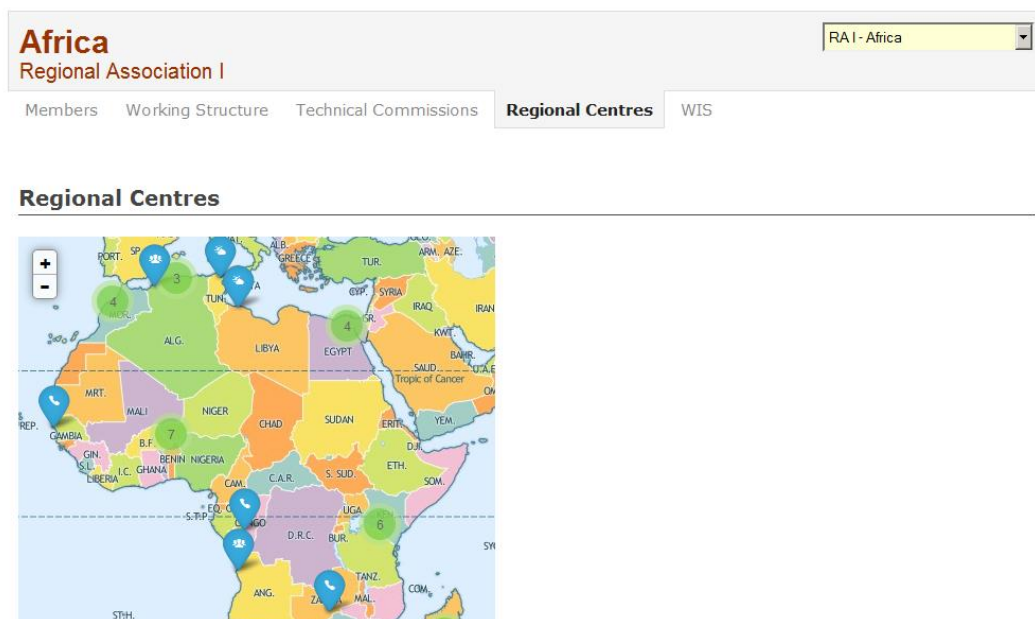 Africa
RA I - Africa
Regional Association I
Members Working Structure Technical Commissions Regional Centres WIS
Regional Centres
+
-
PORT.
SP
ALB.
GREECE
TUR.
ARM.
AZE.
3
4
TUN.
CYP.
SYRIA
IRAQ
IRAN
4
ALG.
LIBYA
EGYPT
KWT.
BAHR.
SAUD.
U.A.E
Tropic of Cancer
MRT.
MALI
NIGER
CHAD
SUDAN
ERIT.
YEM.
REP.
GAMBIA
7
B.F.
GIN.
S.L.
LIBERIA
I.C.
GHANA
BENIN
NIGERIA
CAM.
C.A.R.
S. SUD.
ETH.
DJI.
SOM.
S.T.P.
EQ.
UGA
6
D.R.C.
BUR.
TANZ.
ANG.
MAL.
COM.
ST.H.